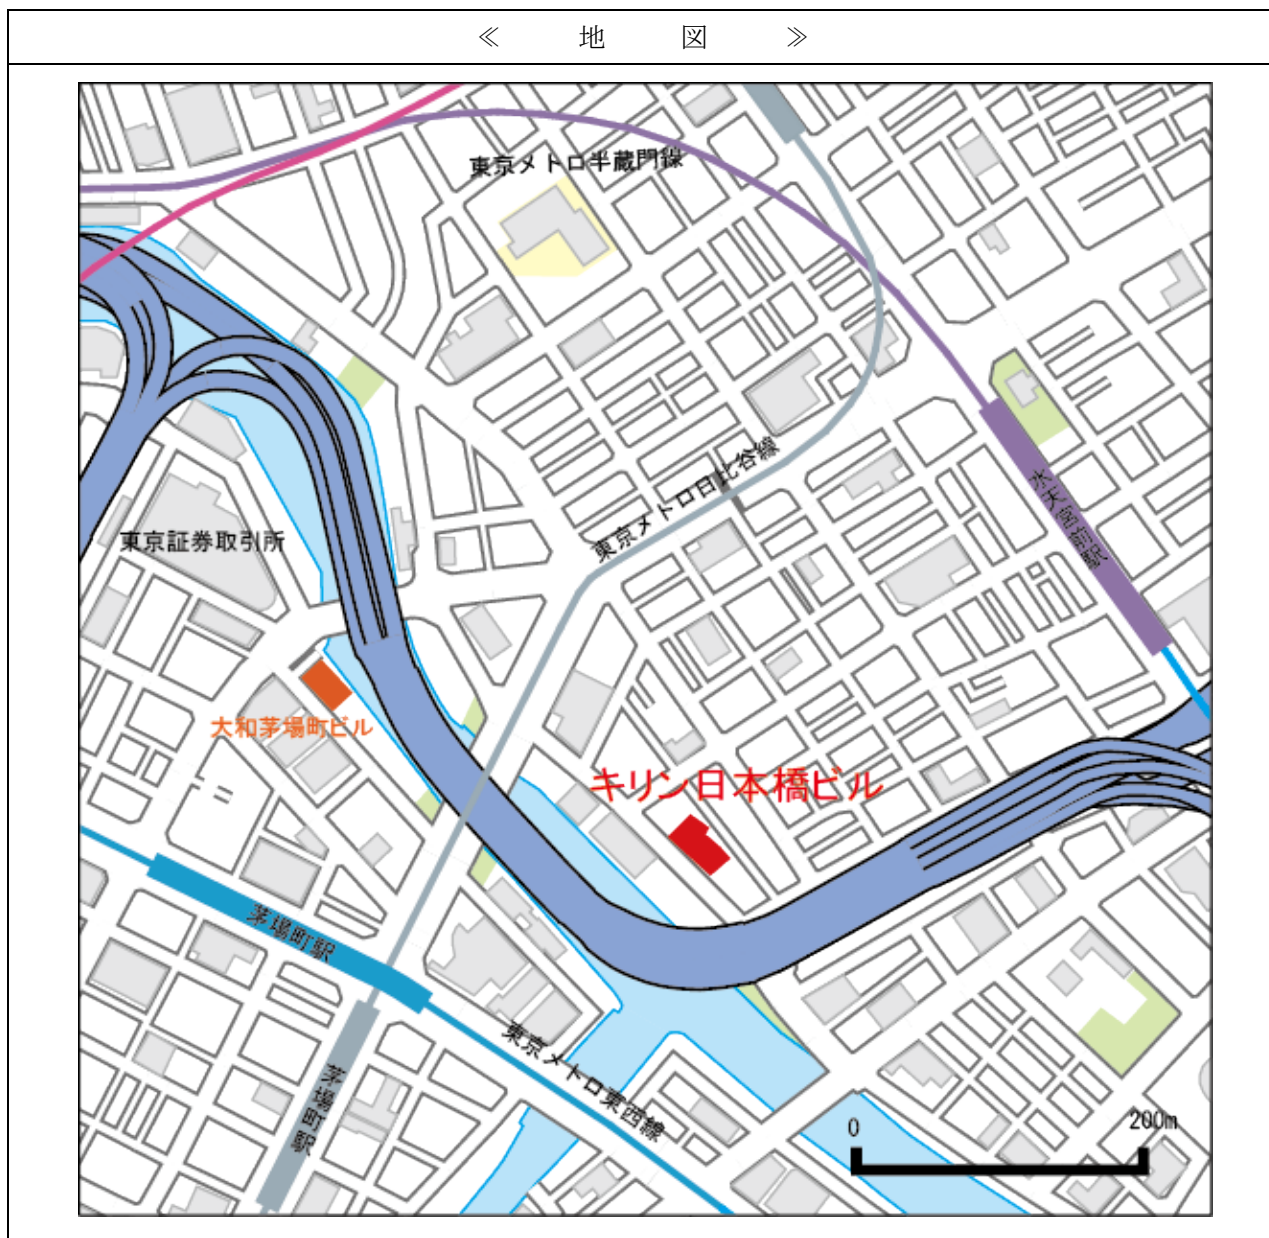 ≪ 地 図 ≫
東京メトロ半蔵門線
東京メトロ日比谷線
水天宮前駅
東京証券取引所
大和茅場町ビル
キリン日本橋ビル
茅場町駅
東京メトロ東西線
茅場町駅
0
200m